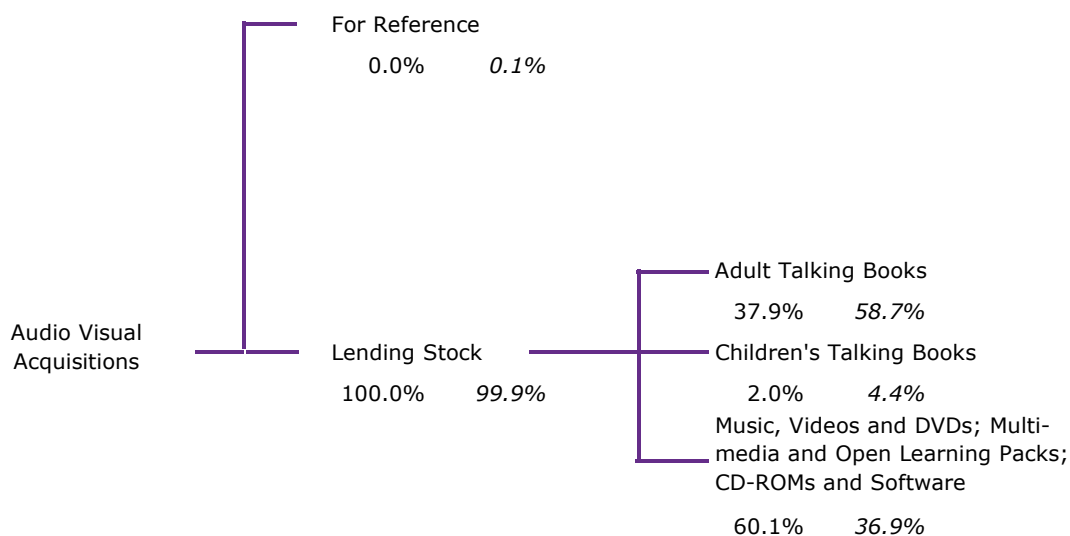 For Reference
0.0% 0.1%
Audio Visual
Acquisitions
Lending Stock
100.0% 99.9%
Adult Talking Books
37.9% 58.7%
Children's Talking Books
2.0% 4.4%
Music, Videos and DVDs; Multi-
media and Open Learning Packs;
CD-ROMs and Software
60.1% 36.9%